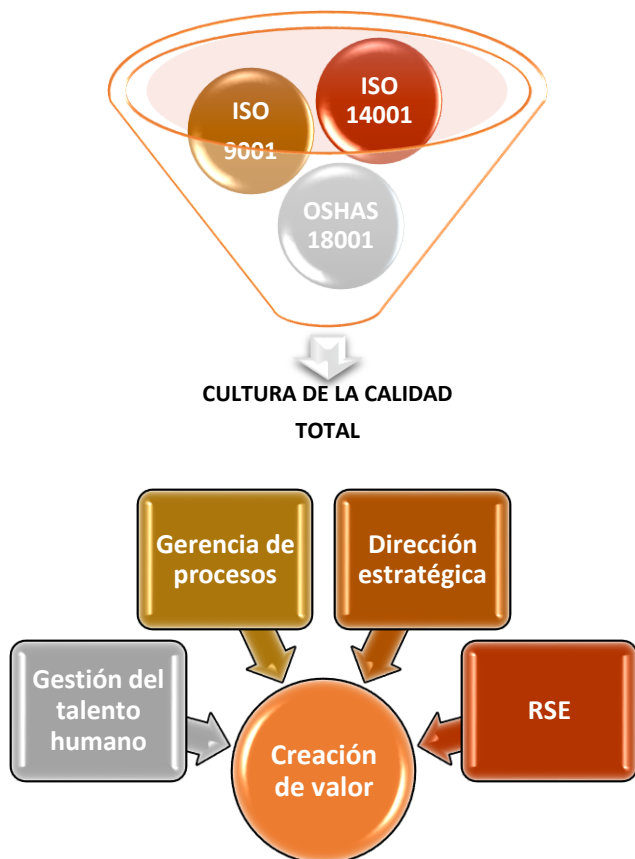 ISO
9001
ISO
14001
OSHAS
18001
CULTURA DE LA CALIDAD
TOTAL
Gerencia de
procesos
Dirección
estratégica
Gestión del
talento
humano
RSE
Creación
de valor